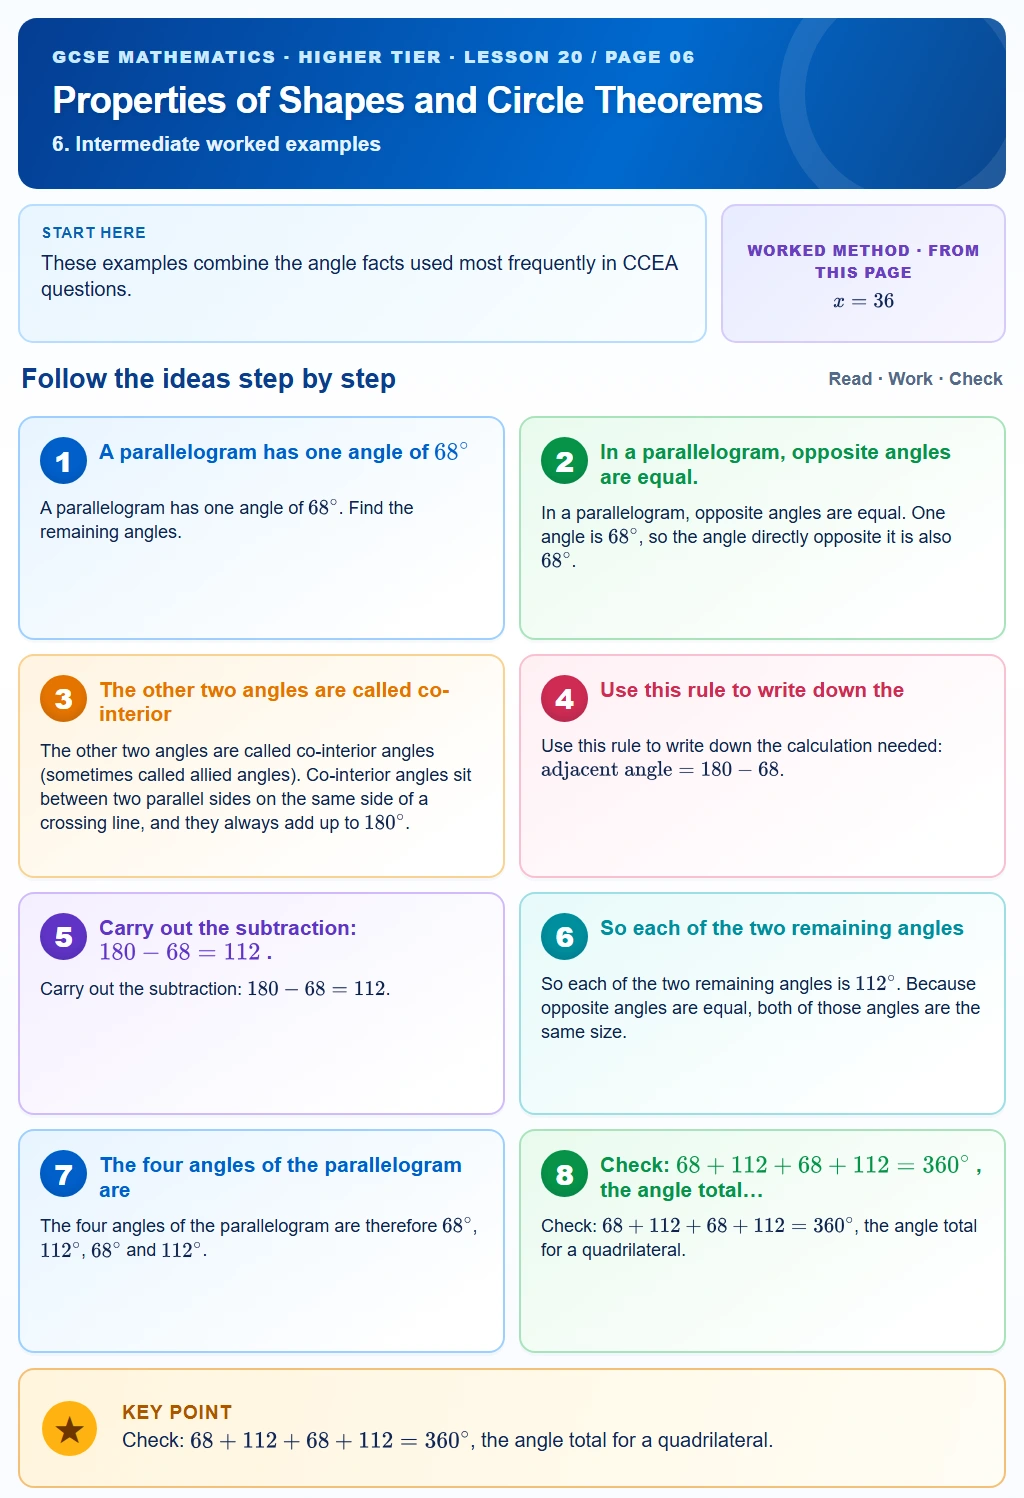 GCSE MATHEMATICS · HIGHER TIER · LESSON 20 / PAGE 06
Properties of Shapes and Circle Theorems
6. Intermediate worked examples
START HERE
These examples combine the angle facts used most frequently in CCEA
questions.
WORKED METHOD · FROM
THIS PAGE
x = 36
Follow the ideas step by step
Read · Work · Check
1
A parallelogram has one angle of 68°
A parallelogram has one angle of 68°. Find the
remaining angles.
2
In a parallelogram, opposite angles
are equal.
In a parallelogram, opposite angles are equal. One
angle is 68°, so the angle directly opposite it is also
68°.
3
The other two angles are called co-
interior
The other two angles are called co-interior angles
(sometimes called allied angles). Co-interior angles sit
between two parallel sides on the same side of a
crossing line, and they always add up to 180°.
4
Use this rule to write down the
Use this rule to write down the calculation needed:
adjacent angle = 180 − 68.
5
Carry out the subtraction:
180 − 68 = 112 .
Carry out the subtraction: 180 − 68 = 112.
6
So each of the two remaining angles
So each of the two remaining angles is 112°. Because
opposite angles are equal, both of those angles are the
same size.
7
The four angles of the parallelogram
are
The four angles of the parallelogram are therefore 68°,
112°, 68° and 112°.
8
Check: 68 + 112 + 68 + 112 = 360° ,
the angle total…
Check: 68 + 112 + 68 + 112 = 360°, the angle total
for a quadrilateral.
KEY POINT
Check: 68 + 112 + 68 + 112 = 360°, the angle total for a quadrilateral.